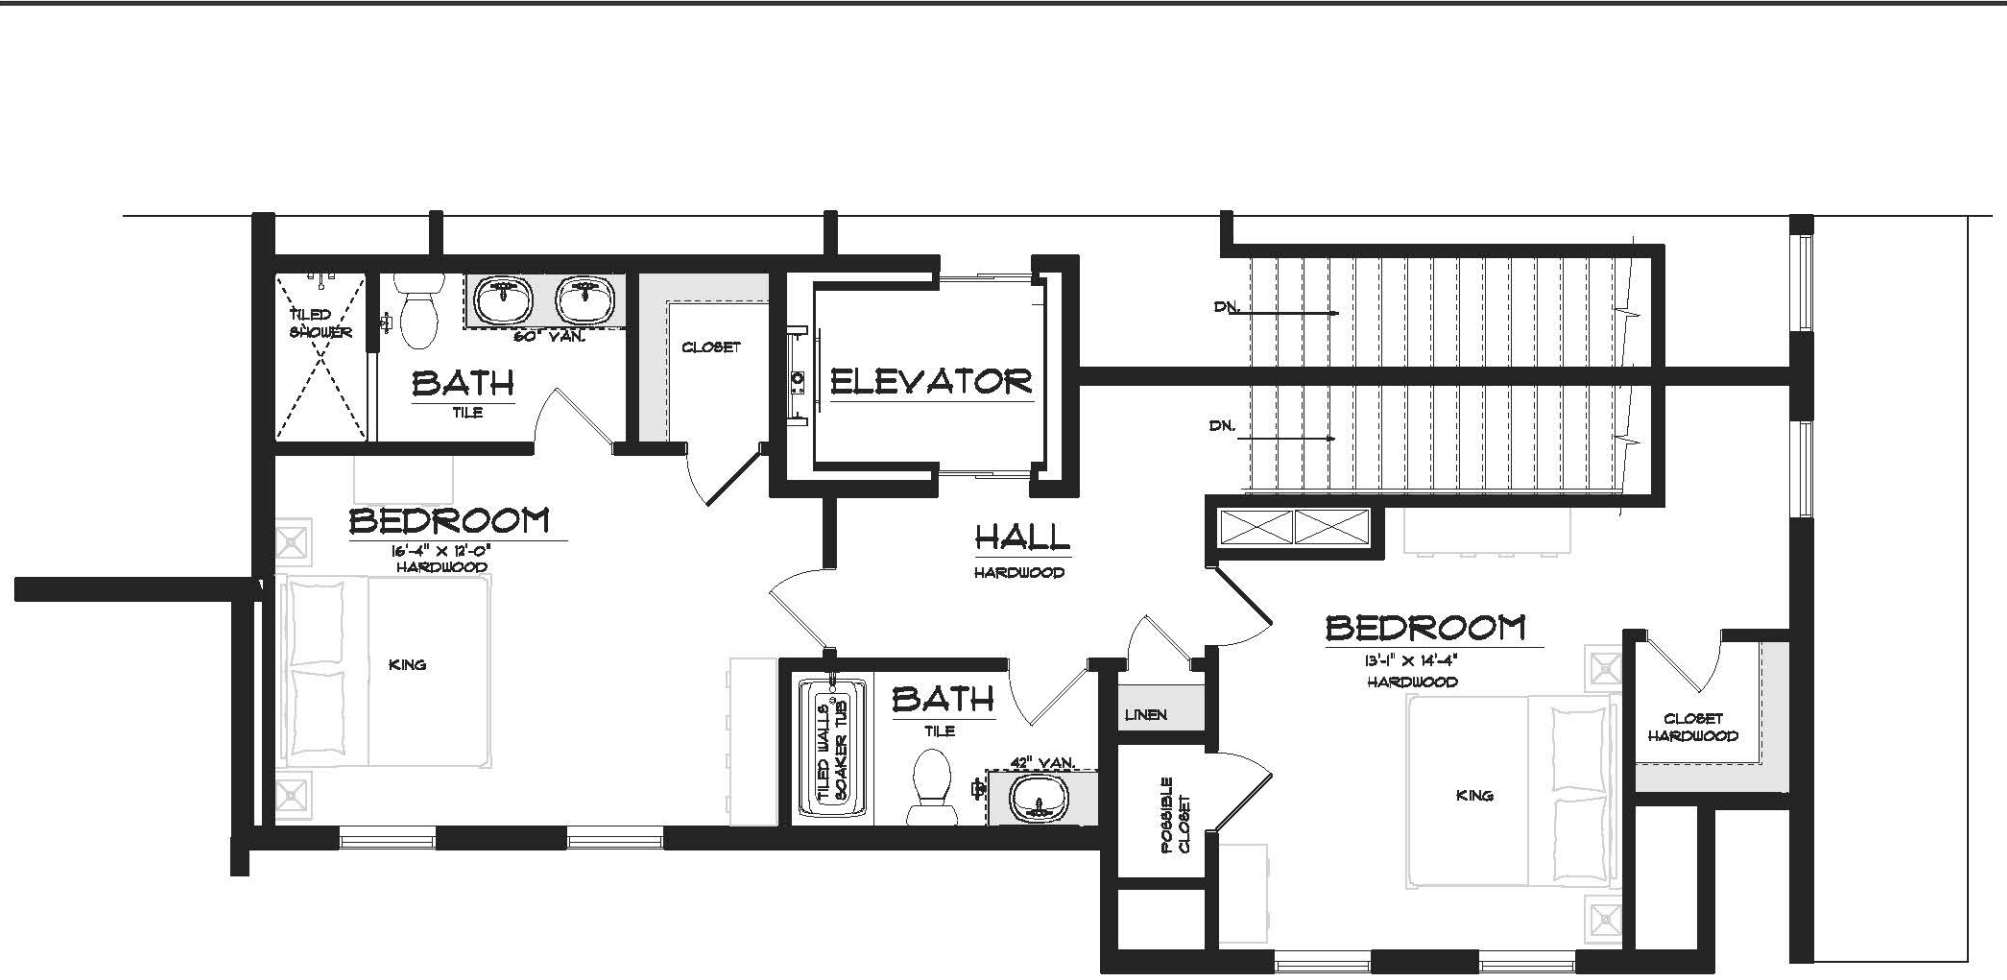 TILED
SHOWER
60" VAN.
BATH
TILE
CLOSET
ELEVATOR
DN.
DN.
BEDROOM
16'-4" X 12'-0"
HARDWOOD
KING
HALL
HARDWOOD
BEDROOM
13'-1" X 14'-4"
HARDWOOD
KING
TILED WALLS
SOAKER TUB
BATH
TILE
42" VAN.
LINEN
POSSIBLE
CLOSET
CLOSET
HARDWOOD